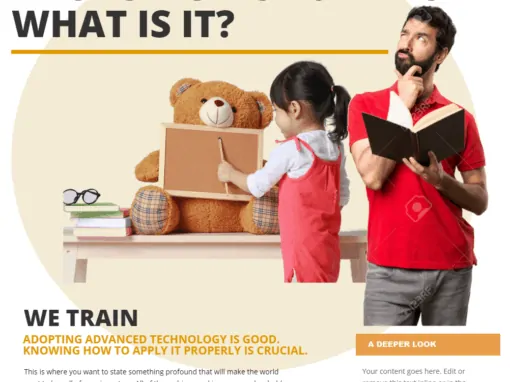 WHAT IS IT?
WE TRAIN
ADOPTING ADVANCED TECHNOLOGY IS GOOD.
KNOWING HOW TO APPLY IT PROPERLY IS CRUCIAL.
This is where you want to state something profound that will make the world
A DEEPER LOOK
Your content goes here. Edit or